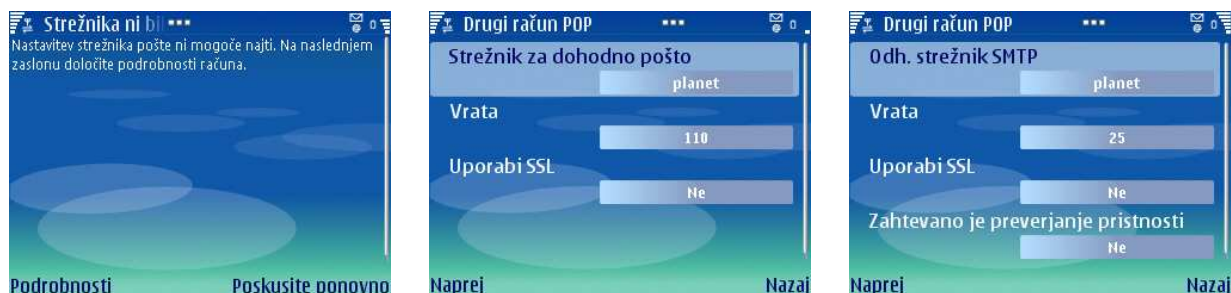 Strežnika ni bil
Nastavitev strežnika pošte ni mogoče najti. Na naslednjem
zaslonu določite podrobnosti računa.
Podrobnosti
Poskusite ponovno
Drugi račun POP
Strežnik za dohodno pošto
planet
Vrata
110
Uporabi SSL
Ne
Naprej
Nazaj
Drugi račun POP
Odh. strežnik SMTP
planet
Vrata
25
Uporabi SSL
Ne
Zahtevano je preverjanje pristnosti
Ne
Naprej
Nazaj